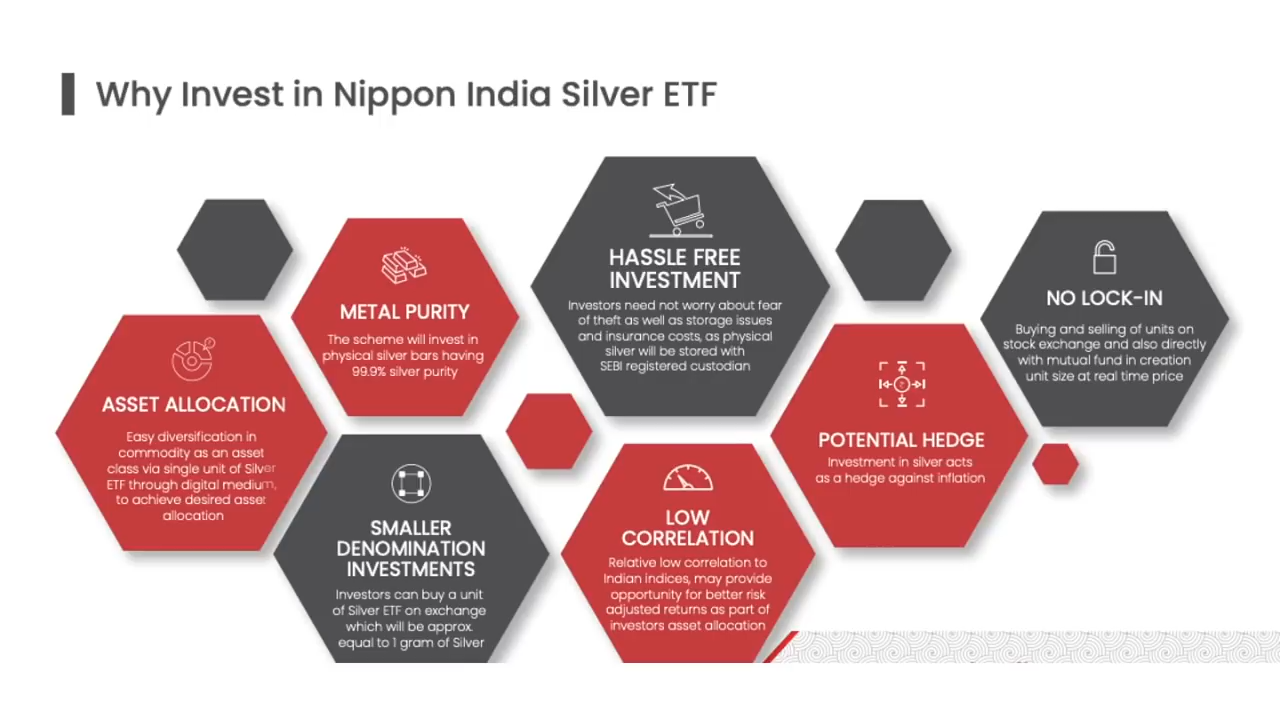 Why Invest in Nippon India Silver ETF
HASSLE FREE
INVESTMENT
Investors need not worry about fear
of theft as well as storage issues
and insurance costs, as physical
silver will be stored with
SEBI registered custodian
METAL PURITY
The scheme will invest in
physical silver bars having
99.9% silver purity
NO LOCK-IN
Buying and selling of units on
stock exchange and also directly
with mutual fund in creation
unit size at real time price
ASSET ALLOCATION
Easy diversification in
commodity as an asset
class via single unit of Silver
ETF through digital medium,
to achieve desired asset
allocation
POTENTIAL HEDGE
Investment in silver acts
as a hedge against inflation
SMALLER
DENOMINATION
INVESTMENTS
Investors can buy a unit
of Silver ETF on exchange
which will be approx.
equal to 1 gram of Silver
LOW
CORRELATION
Relative low correlation to
Indian indices, may provide
opportunity for better risk
adjusted returns as part of
investors asset allocation